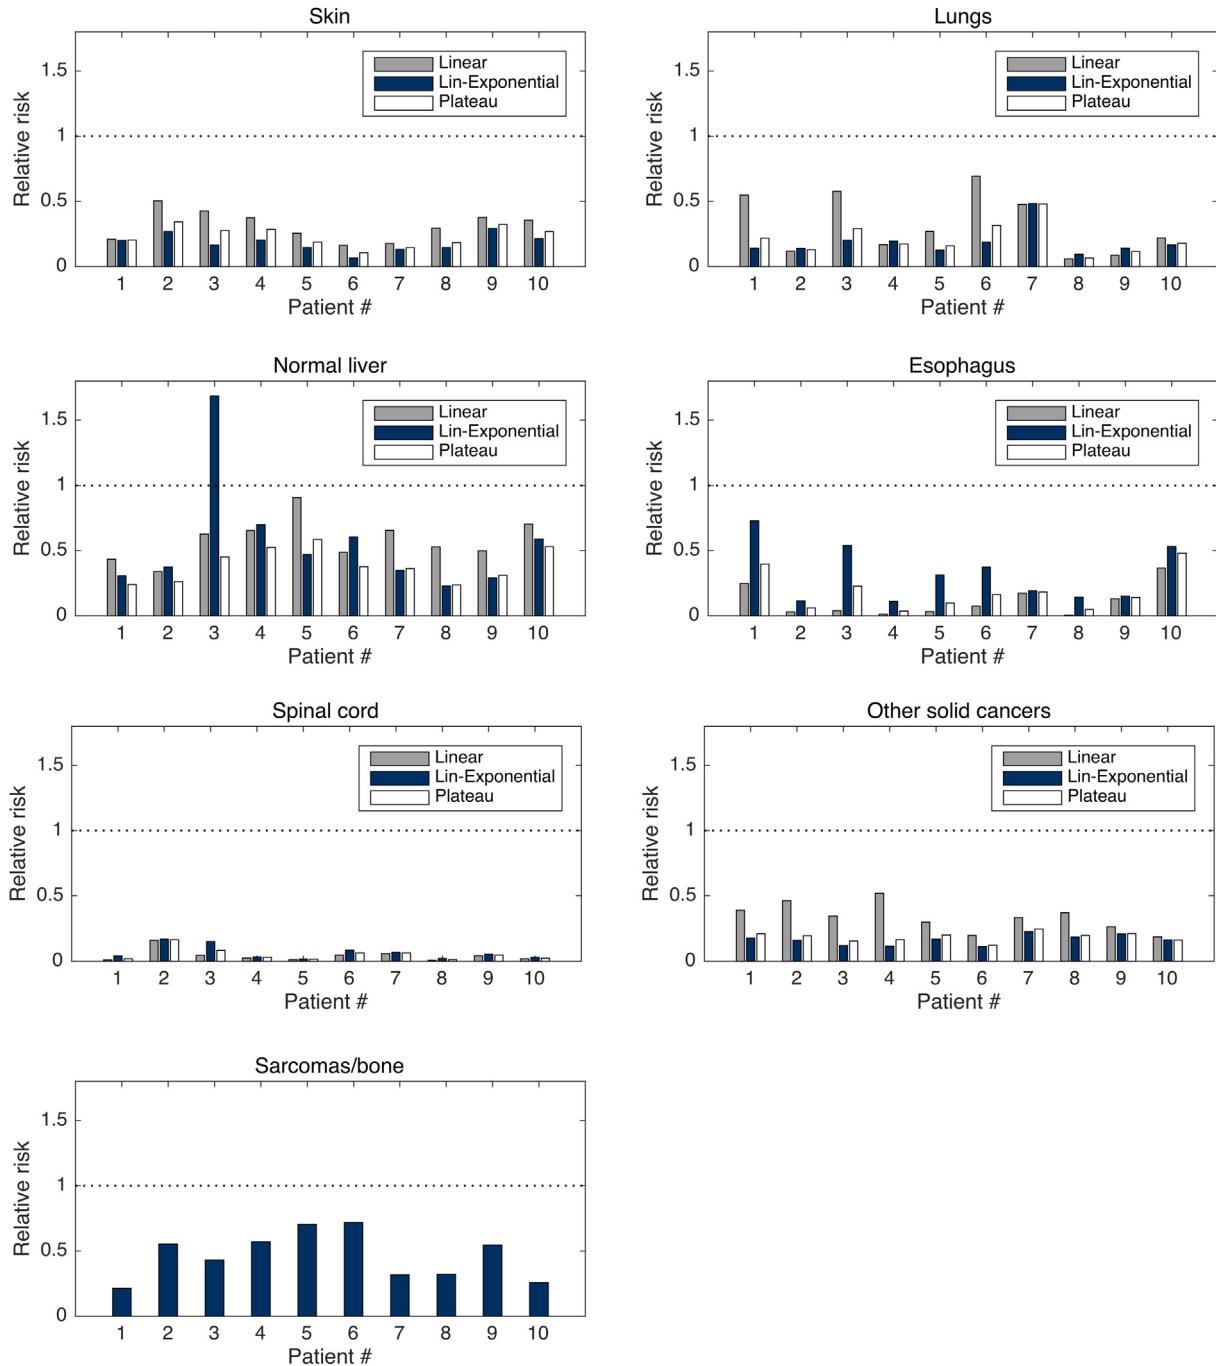 Skin
Relative risk
1.5
1
0.5
0
Linear
Lin-Exponential
Plateau
1 2 3 4 5 6 7 8 9 10
Patient #
Lungs
Relative risk
1.5
1
0.5
0
Linear
Lin-Exponential
Plateau
1 2 3 4 5 6 7 8 9 10
Patient #
Normal liver
Relative risk
1.5
1
0.5
0
Linear
Lin-Exponential
Plateau
1 2 3 4 5 6 7 8 9 10
Patient #
Esophagus
Relative risk
1.5
1
0.5
0
Linear
Lin-Exponential
Plateau
1 2 3 4 5 6 7 8 9 10
Patient #
Spinal cord
Relative risk
1.5
1
0.5
0
Linear
Lin-Exponential
Plateau
1 2 3 4 5 6 7 8 9 10
Patient #
Other solid cancers
Relative risk
1.5
1
0.5
0
Linear
Lin-Exponential
Plateau
1 2 3 4 5 6 7 8 9 10
Patient #
Sarcomas/bone
Relative risk
1.5
1
0.5
0
1 2 3 4 5 6 7 8 9 10
Patient #